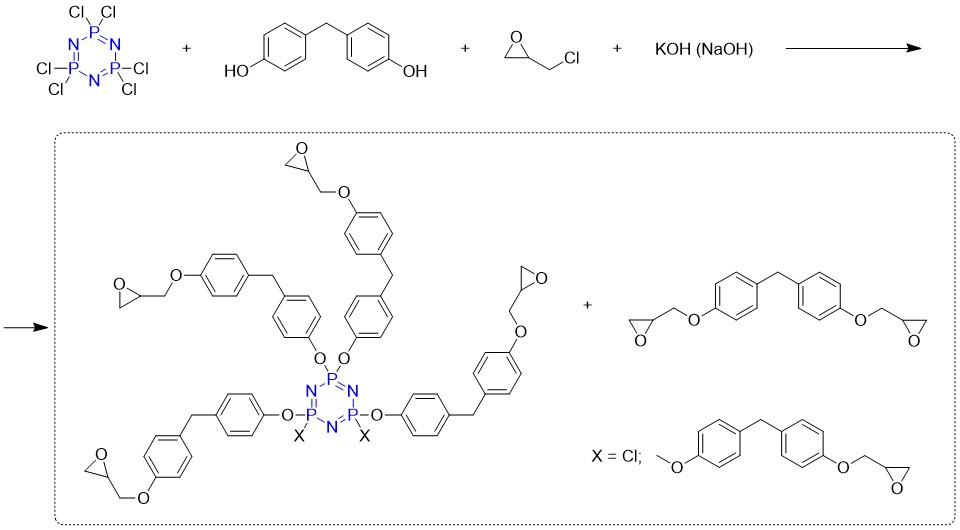 Cl Cl
P
N N
Cl P P Cl
Cl N Cl
+
HO OH
+
O
Cl
+
KOH (NaOH)
O
O
O
O
O
O
O
O
O O
P
N N
O P P O
N
X X
O
O
+
O O
O O
X = Cl;
O O
O